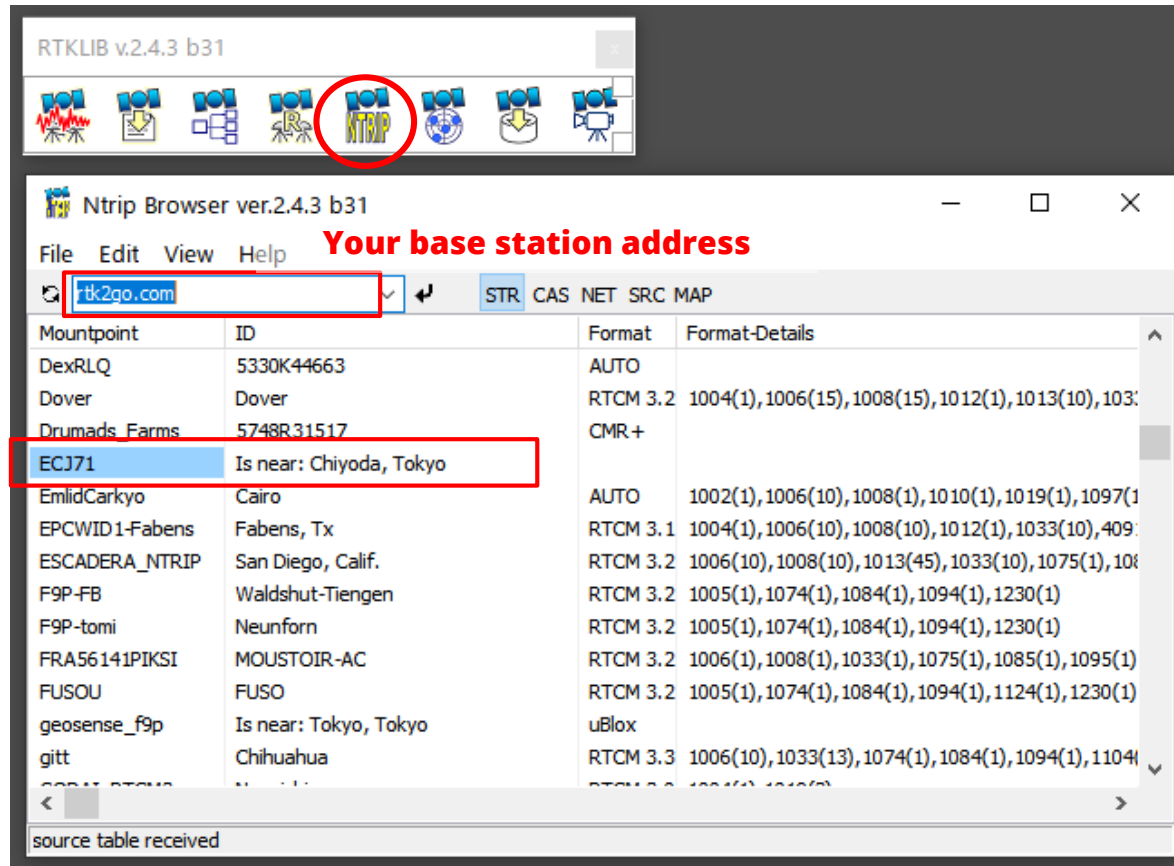 RTKLIB v.2.4.3 b31
x
R NTRIP
Ntrip Browser ver.2.4.3 b31
Your base station address
File Edit View Help
rtk2go.com STR CAS NET SRC MAP
Mountpoint ID Format Format-Details
DexRLQ 5330K44663 AUTO
Dover Dover RTCM 3.2 1004(1),1006(15),1008(15),1012(1),1013(10),1033
Drumads_Farms 5748R31517 CMR+
ECJ71 Is near: Chiyoda, Tokyo
EmlidCarkyo Cairo AUTO 1002(1),1006(10),1008(1),1010(1),1019(1),1097(1
EPCWID1-Fabens Fabens, Tx RTCM 3.1 1004(1),1006(10),1008(10),1012(1),1033(10),409
ESCADERA_NTRIP San Diego, Calif. RTCM 3.2 1006(10),1008(10),1013(45),1033(10),1075(1),108
F9P-FB Waldshut-Tiengen RTCM 3.2 1005(1),1074(1),1084(1),1094(1),1230(1)
F9P-tomi Neunforn RTCM 3.2 1005(1),1074(1),1084(1),1094(1),1230(1)
FRA56141PIKSI MOUSTOIR-AC RTCM 3.2 1006(1),1008(1),1033(1),1075(1),1085(1),1095(1)
FUSOU FUSO RTCM 3.2 1005(1),1074(1),1084(1),1094(1),1124(1),1230(1)
geosense_f9p Is near: Tokyo, Tokyo uBlox
gitt Chihuahua RTCM 3.3 1006(10),1033(13),1074(1),1084(1),1094(1),1104(
source table received